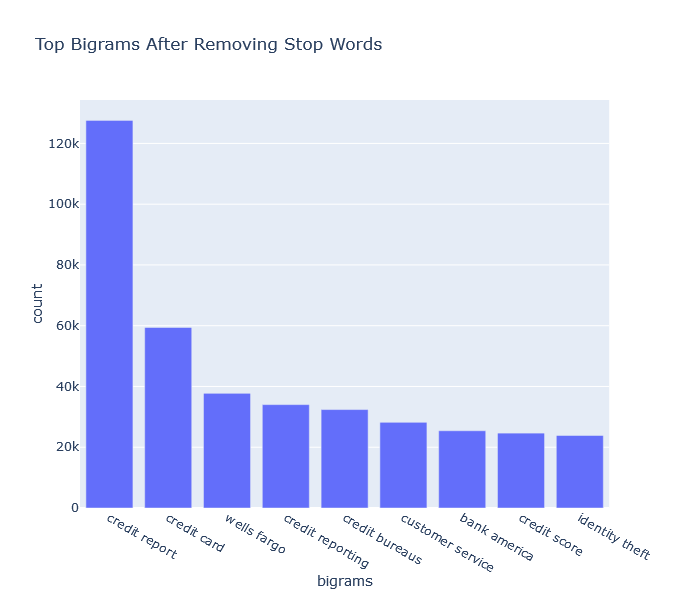 Top Bigrams After Removing Stop Words
count
120k
100k
80k
60k
40k
20k
0
credit report
credit card
wells fargo
credit reporting
credit bureaus
customer service
bank america
credit score
identity theft
bigrams